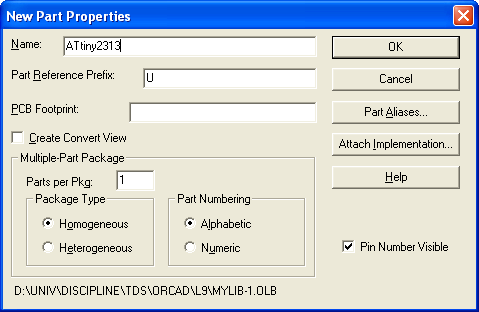 New Part Properties
Name: ATtiny2313
OK
Part Reference Prefix: U
Cancel
PCB Footprint:
Part Aliases...
Create Convert View
Attach Implementation...
Multiple-Part Package
Parts per Pkg: 1
Help
Package Type
Part Numbering
Homogeneous
Alphabetic
Heterogeneous
Numeric
Pin Number Visible
D:\UNIV\DISCIPLINE\TDS\ORCAD\L9\MYLIB-1.OLB